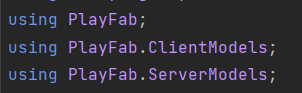 using PlayFab;
using PlayFab.ClientModels;
using PlayFab.ServerModels;